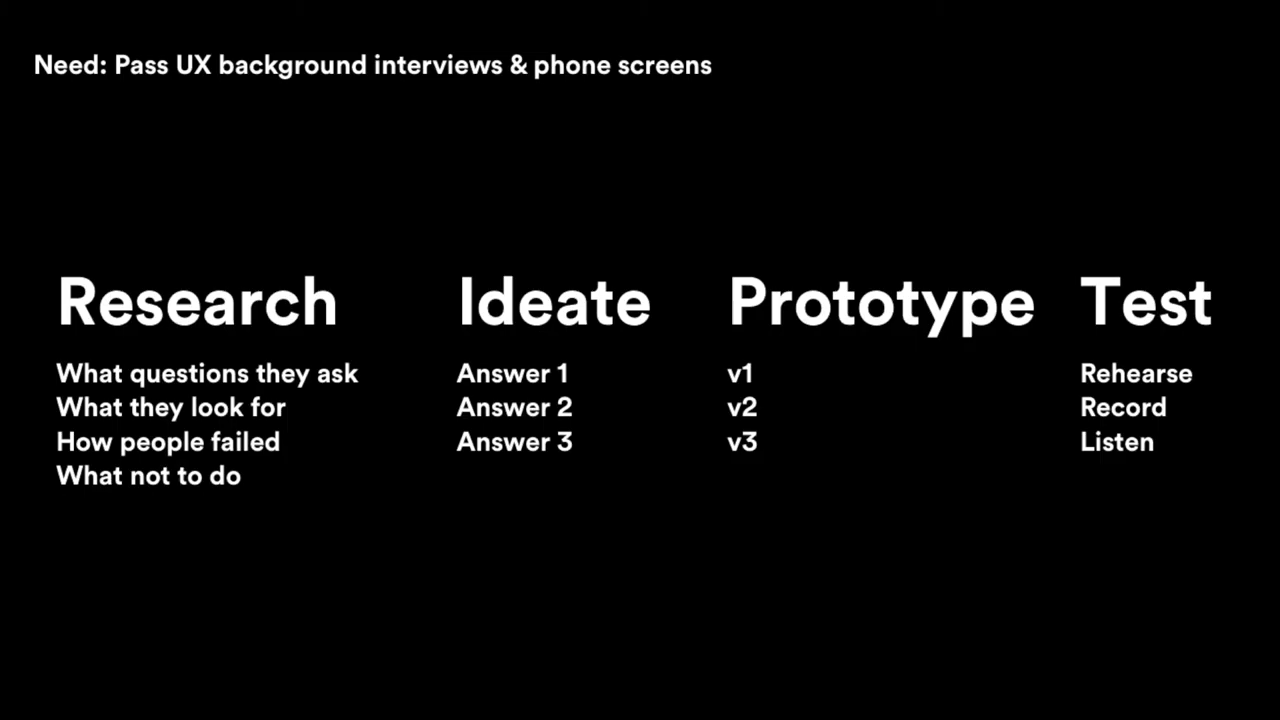 Need: Pass UX background interviews & phone screens
Research
What questions they ask
What they look for
How people failed
What not to do
Ideate
Answer 1
Answer 2
Answer 3
Prototype
v1
v2
v3
Test
Rehearse
Record
Listen